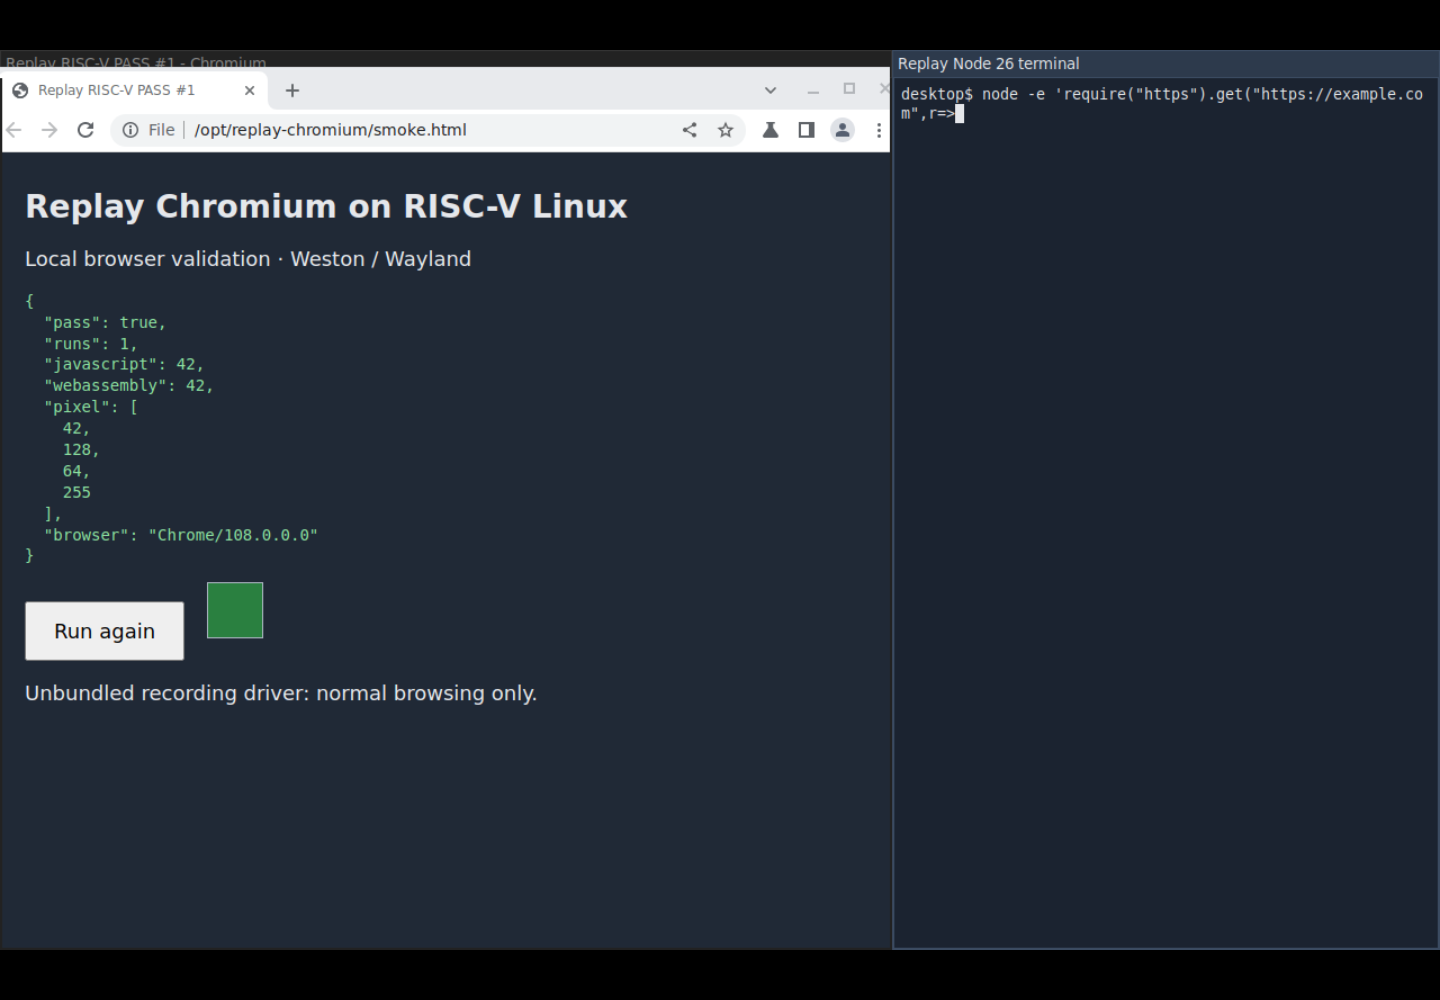 Replay RISC-V PASS #1 - Chromium
Replay RISC-V PASS #1
File
/opt/replay-chromium/smoke.html
Replay Chromium on RISC-V Linux
Local browser validation · Weston / Wayland
{
  "pass": true,
  "runs": 1,
  "javascript": 42,
  "webassembly": 42,
  "pixel": [
    42,
    128,
    64,
    255
  ],
  "browser": "Chrome/108.0.0.0"
}
Run again
Unbundled recording driver: normal browsing only.
Replay Node 26 terminal
desktop$ node -e 'require("https").get("https://example.co
m",r=>